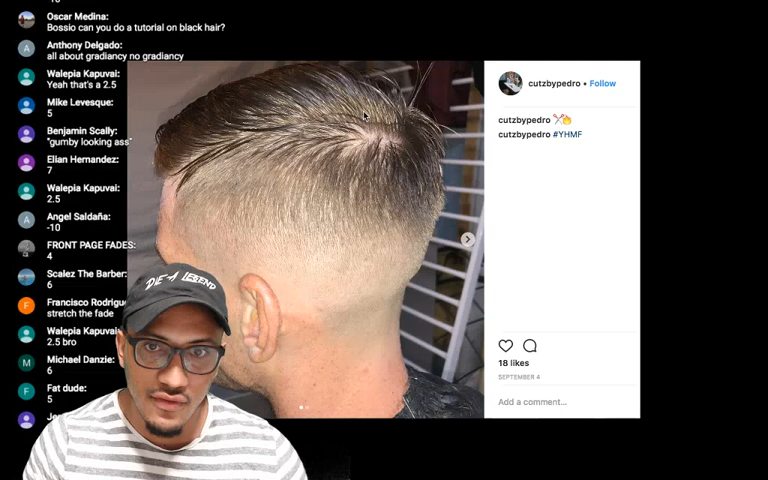 -10
Oscar Medina:
Bossio can you do a tutorial on black hair?
Anthony Delgado:
all about gradiancy no gradiancy
Walepia Kapuvai:
Yeah that's a 2.5
Mike Levesque:
5
Benjamin Scally:
"gumby looking ass"
Elian Hernandez:
7
Walepia Kapuvai:
2.5
Angel Saldaña:
-10
FRONT PAGE FADES:
4
Scalez The Barber:
6
Francisco Rodrigu
stretch the fade
Walepia Kapuvai
2.5 bro
Michael Danzie:
6
Fat dude:
5
DIE A LEGEND
cutzbypedro • Follow
cutzbypedro ✂️🔥
cutzbypedro #YHMF
18 likes
SEPTEMBER 4
Add a comment...